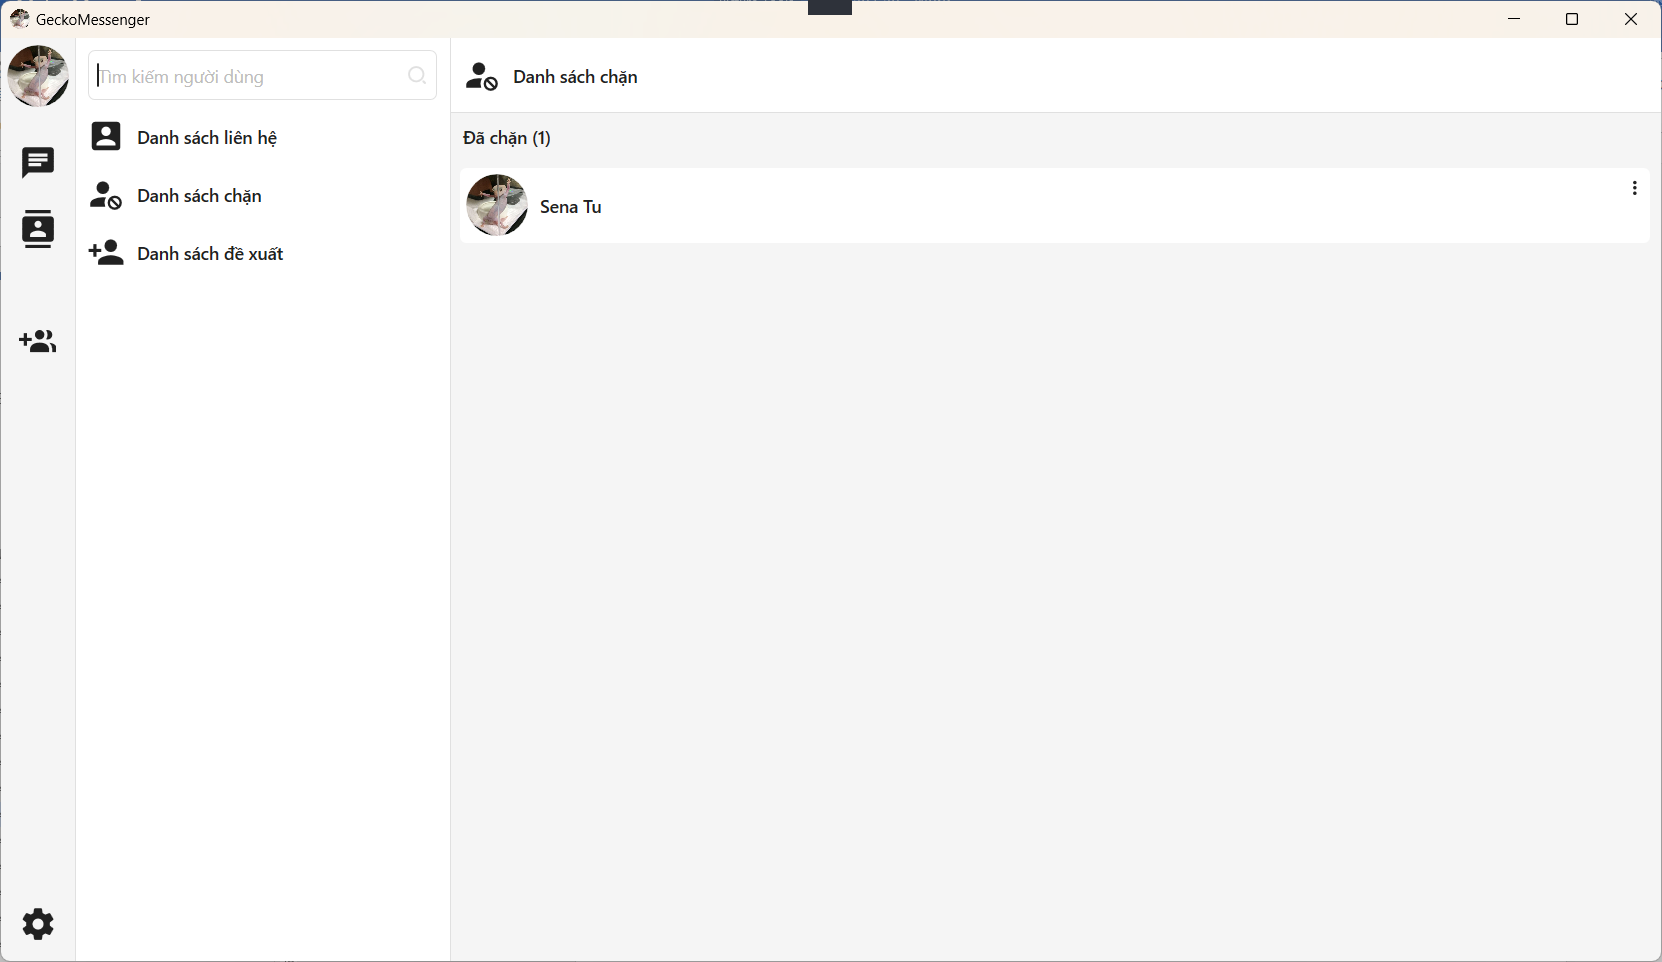 GeckoMessenger
Tìm kiếm người dùng
Danh sách liên hệ
Danh sách chặn
Danh sách đề xuất
Danh sách chặn
Đã chặn (1)
Sena Tu